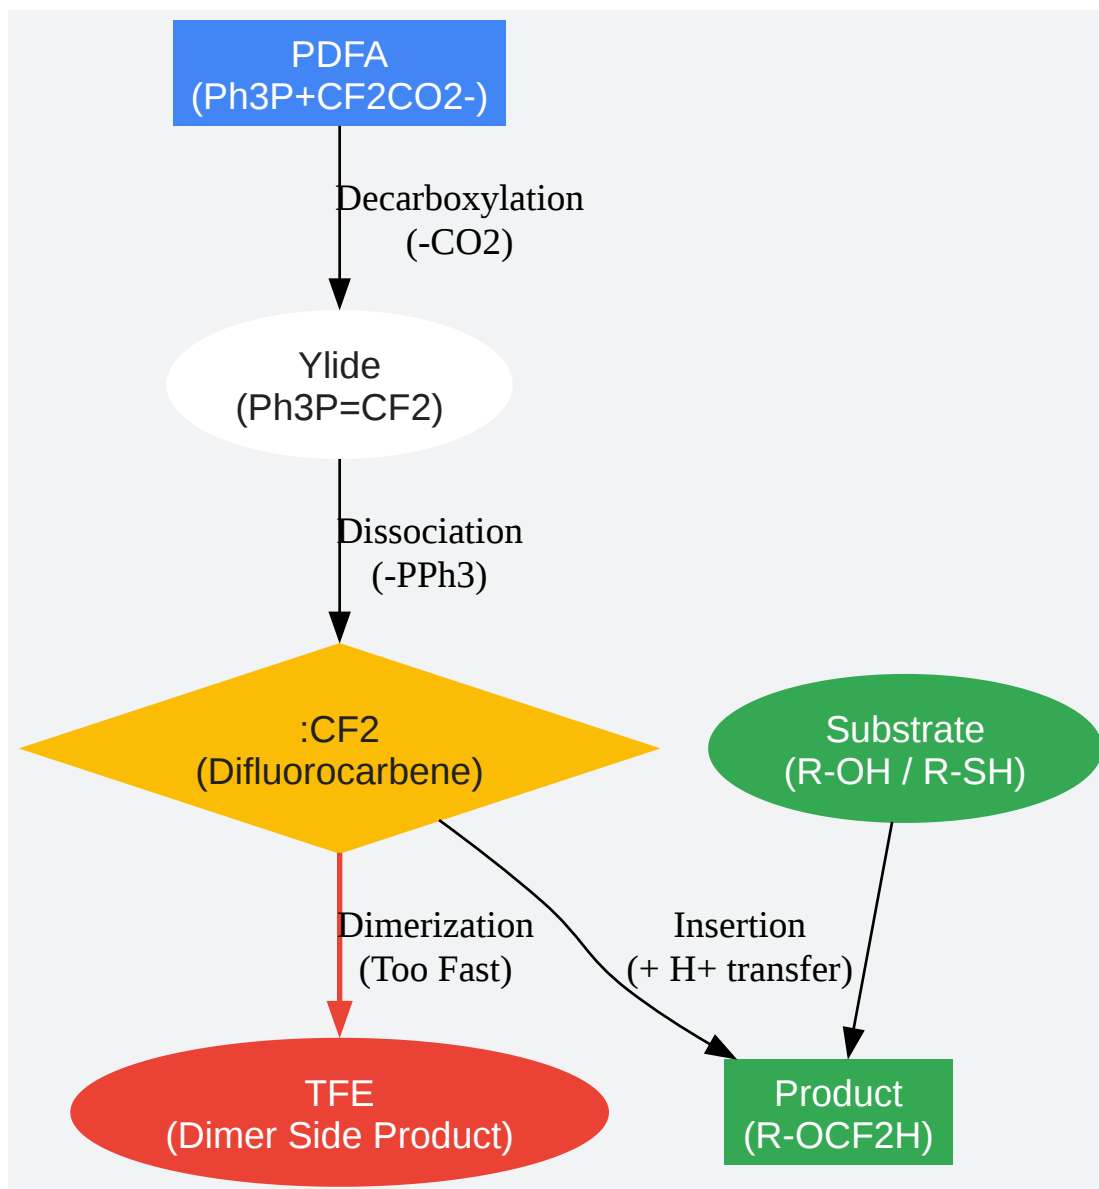 PDFA
(Ph3P+CF2CO2-)
Decarboxylation
(-CO2)
Ylide
(Ph3P=CF2)
Dissociation
(-PPh3)
:CF2
(Difluorocarbene)
Substrate
(R-OH / R-SH)
Dimerization
(Too Fast)
Insertion
(+ H+ transfer)
TFE
(Dimer Side Product)
Product
(R-OCF2H)